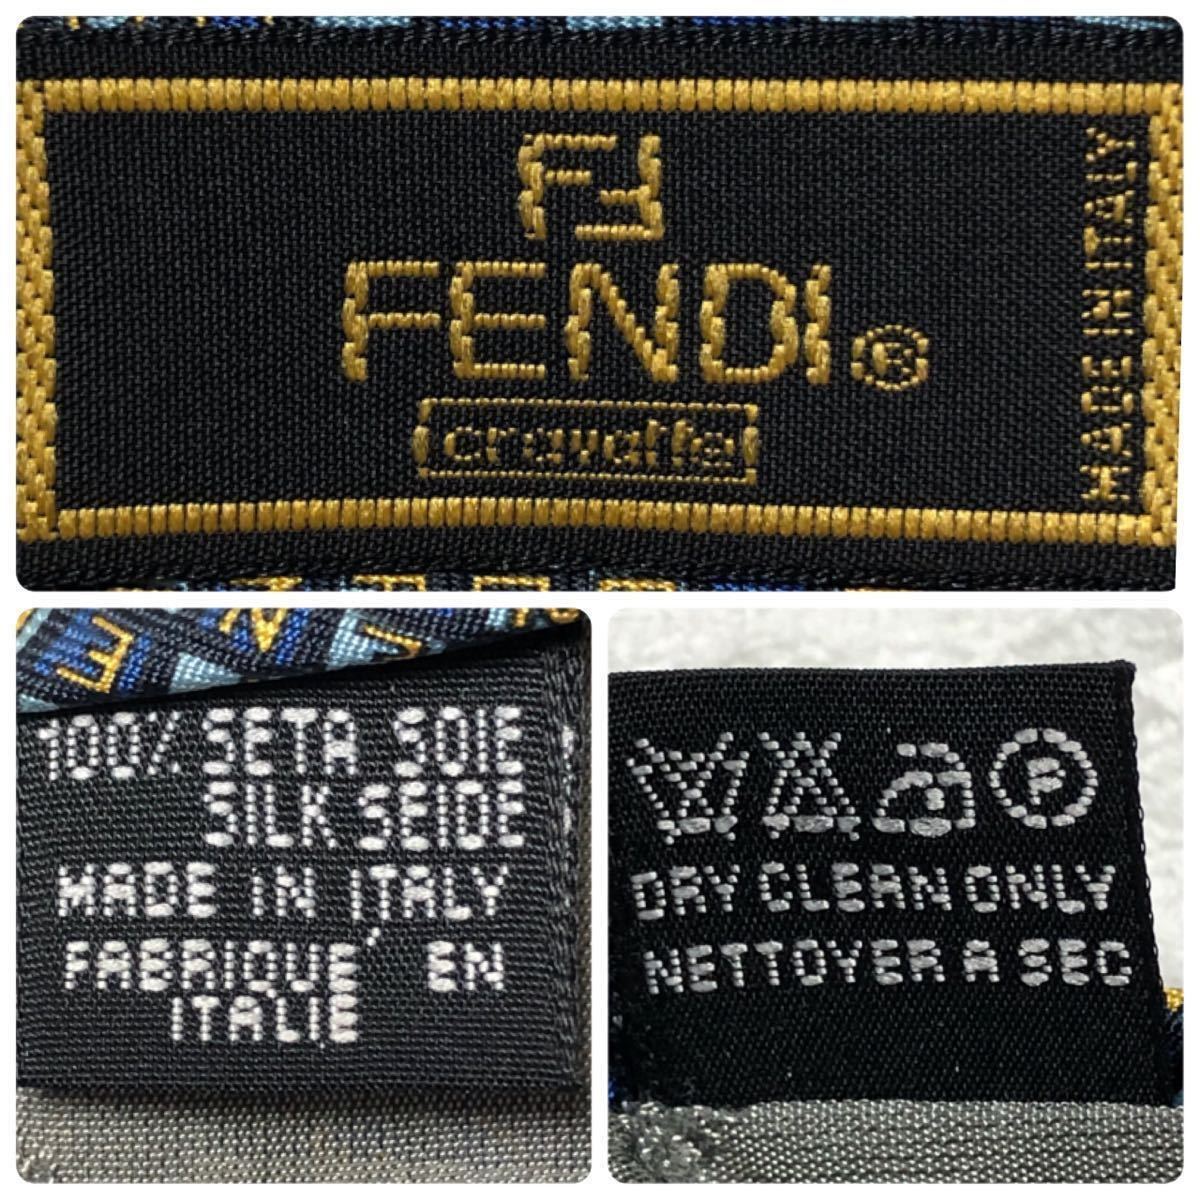 FF
FENDI®
cravatte
MADE IN ITALY
100% SETA SOIE
SILK SEIDE
MADE IN ITALY
FABRIQUE' EN
ITALIE
P
DRY CLEAN ONLY
NETTOYER A SEC